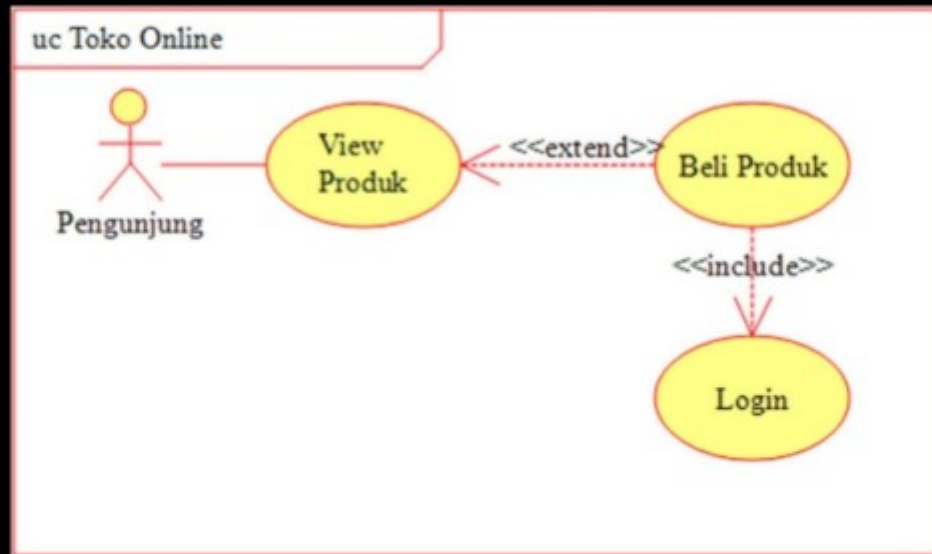 uc Toko Online
View
Produk
<<extend>>
Beli Produk
Pengunjung
<<include>>
Login